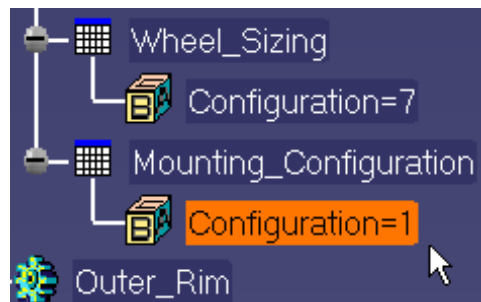 Wheel_Sizing
B Configuration=7
Mounting_Configuration
B Configuration=1
Outer_Rim